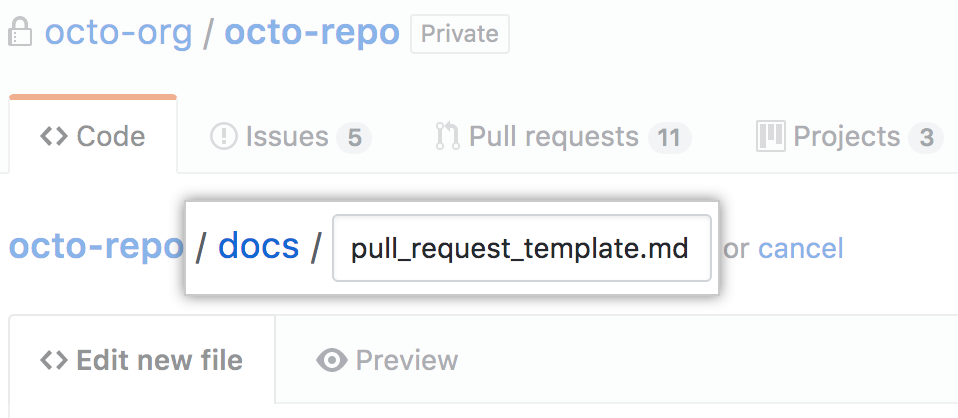 octo-org / octo-repo Private
Code Issues 5 Pull requests 11 Projects 3
octo-repo / docs / pull_request_template.md or cancel
Edit new file Preview